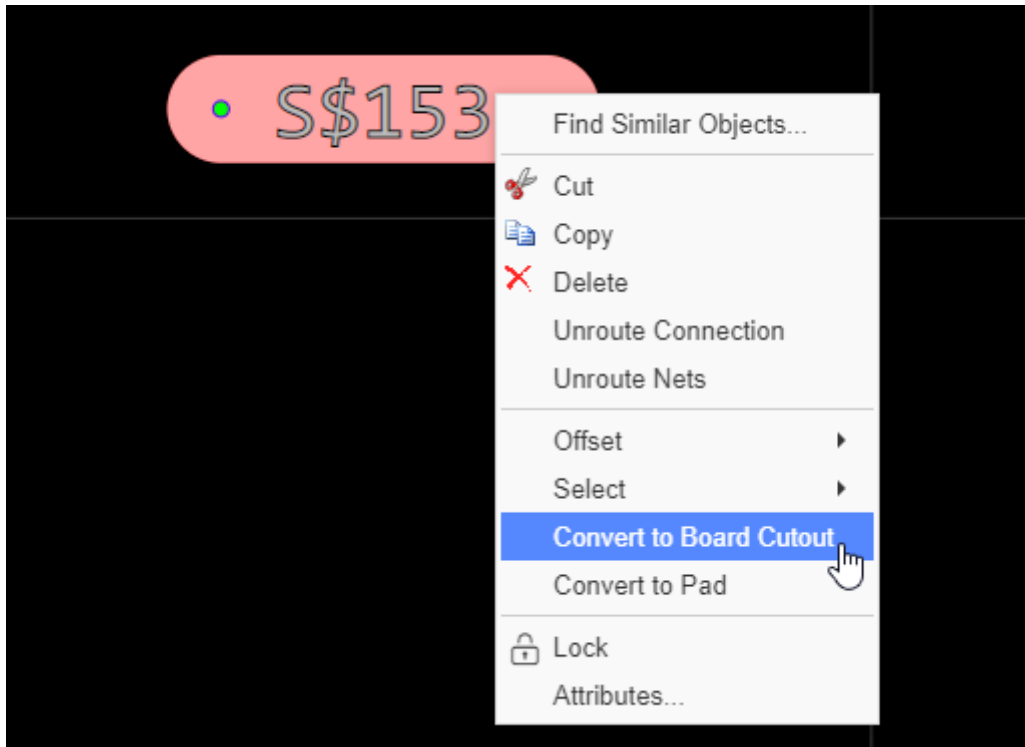 S$153
Find Similar Objects...
Cut
Copy
Delete
Unroute Connection
Unroute Nets
Offset
Select
Convert to Board Cutout
Convert to Pad
Lock
Attributes...